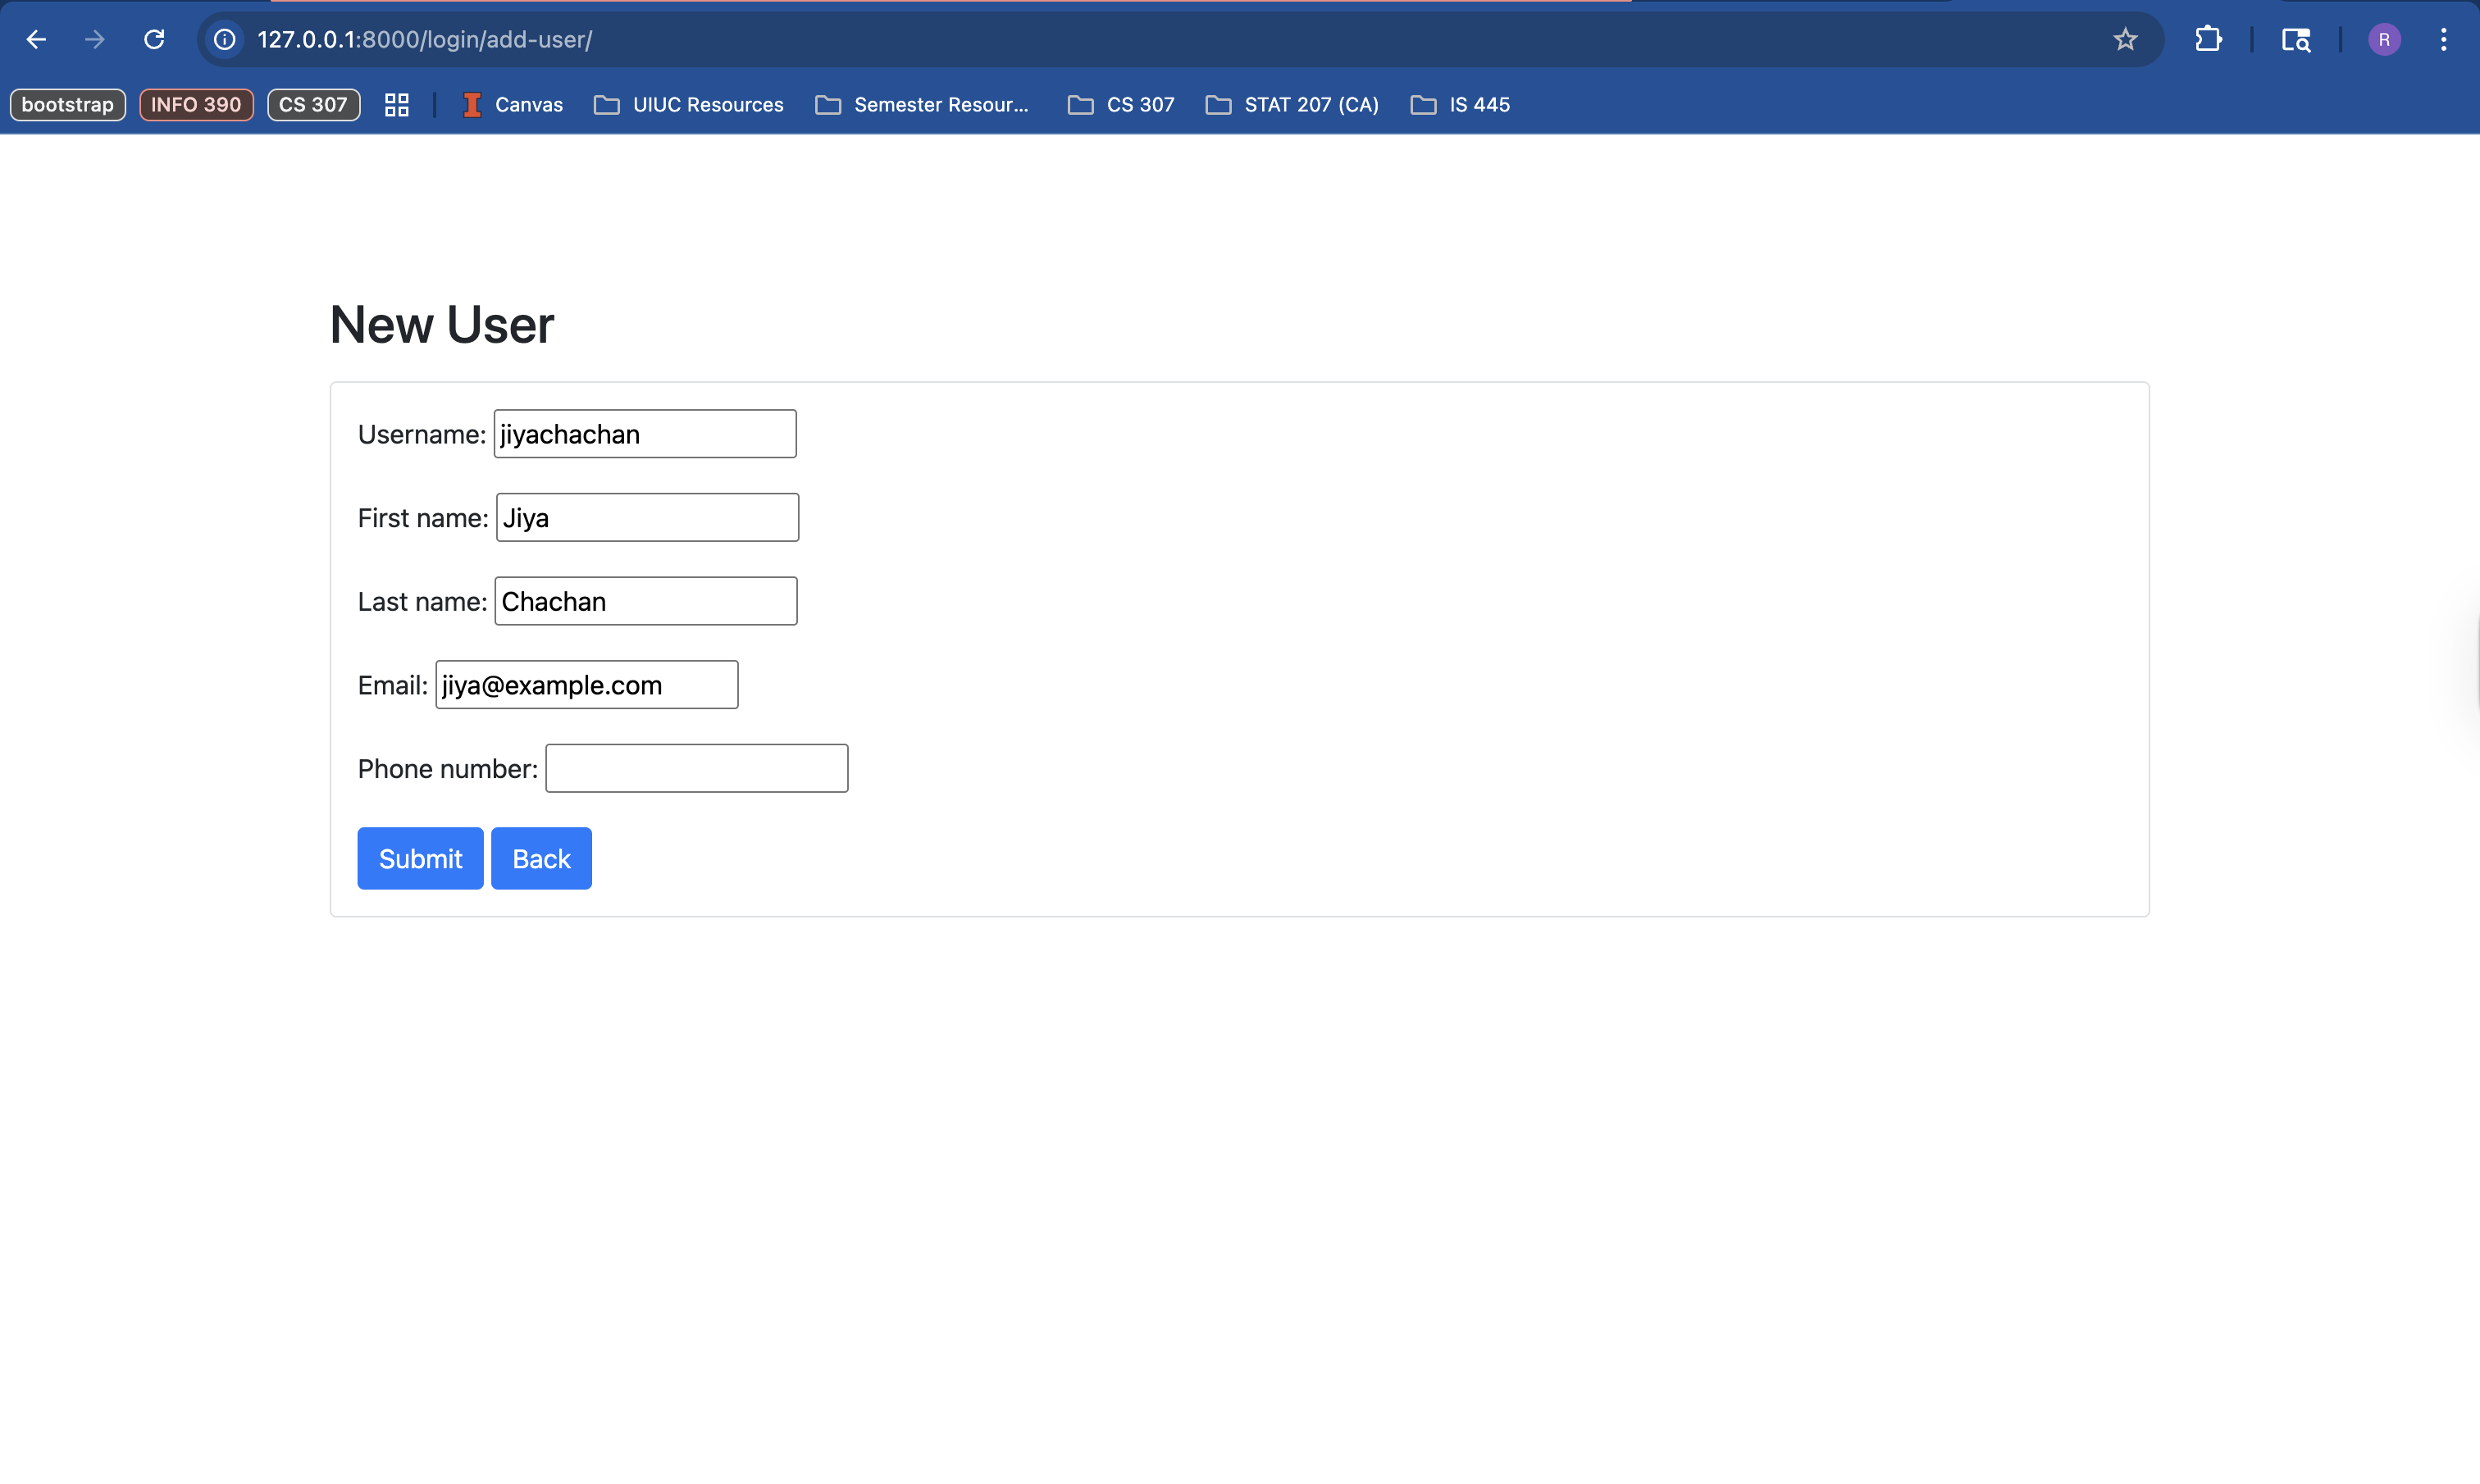 127.0.0.1:8000/login/add-user/
R
bootstrap INFO 390 CS 307 Canvas UIUC Resources Semester Resour... CS 307 STAT 207 (CA) IS 445
New User
Username: jiyachachan
First name: Jiya
Last name: Chachan
Email: jiya@example.com
Phone number:
Submit Back